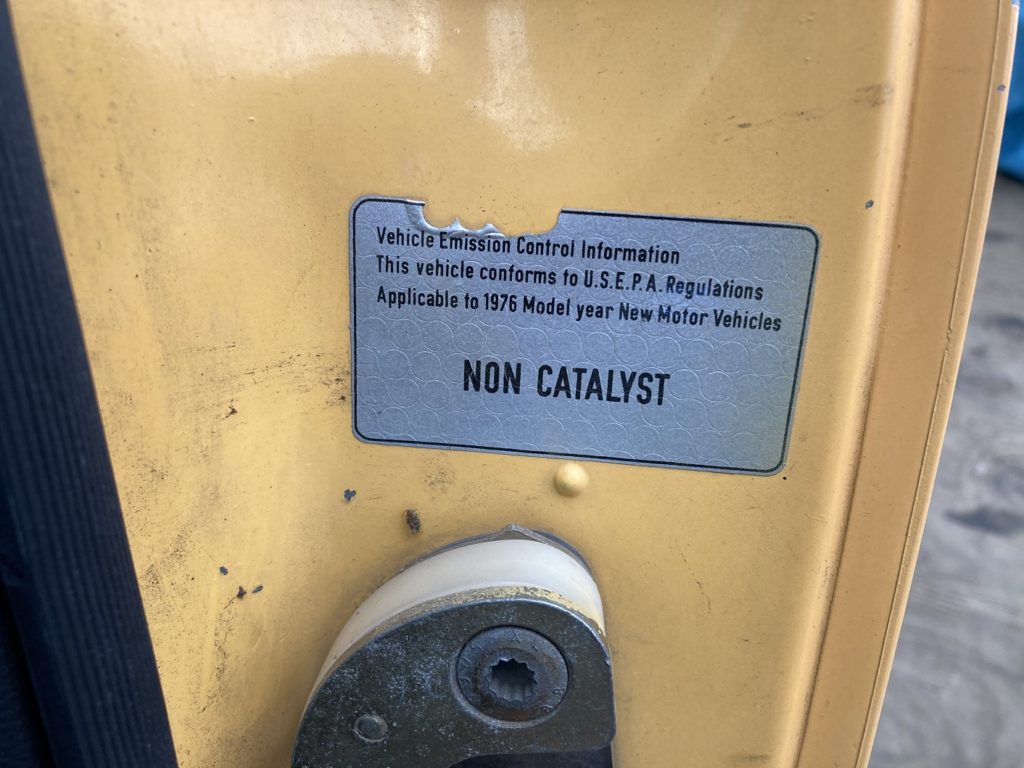 Vehicle Emission Control Information
This vehicle conforms to U.S.E.P.A. Regulations
Applicable to 1976 Model year New Motor Vehicles
NON CATALYST